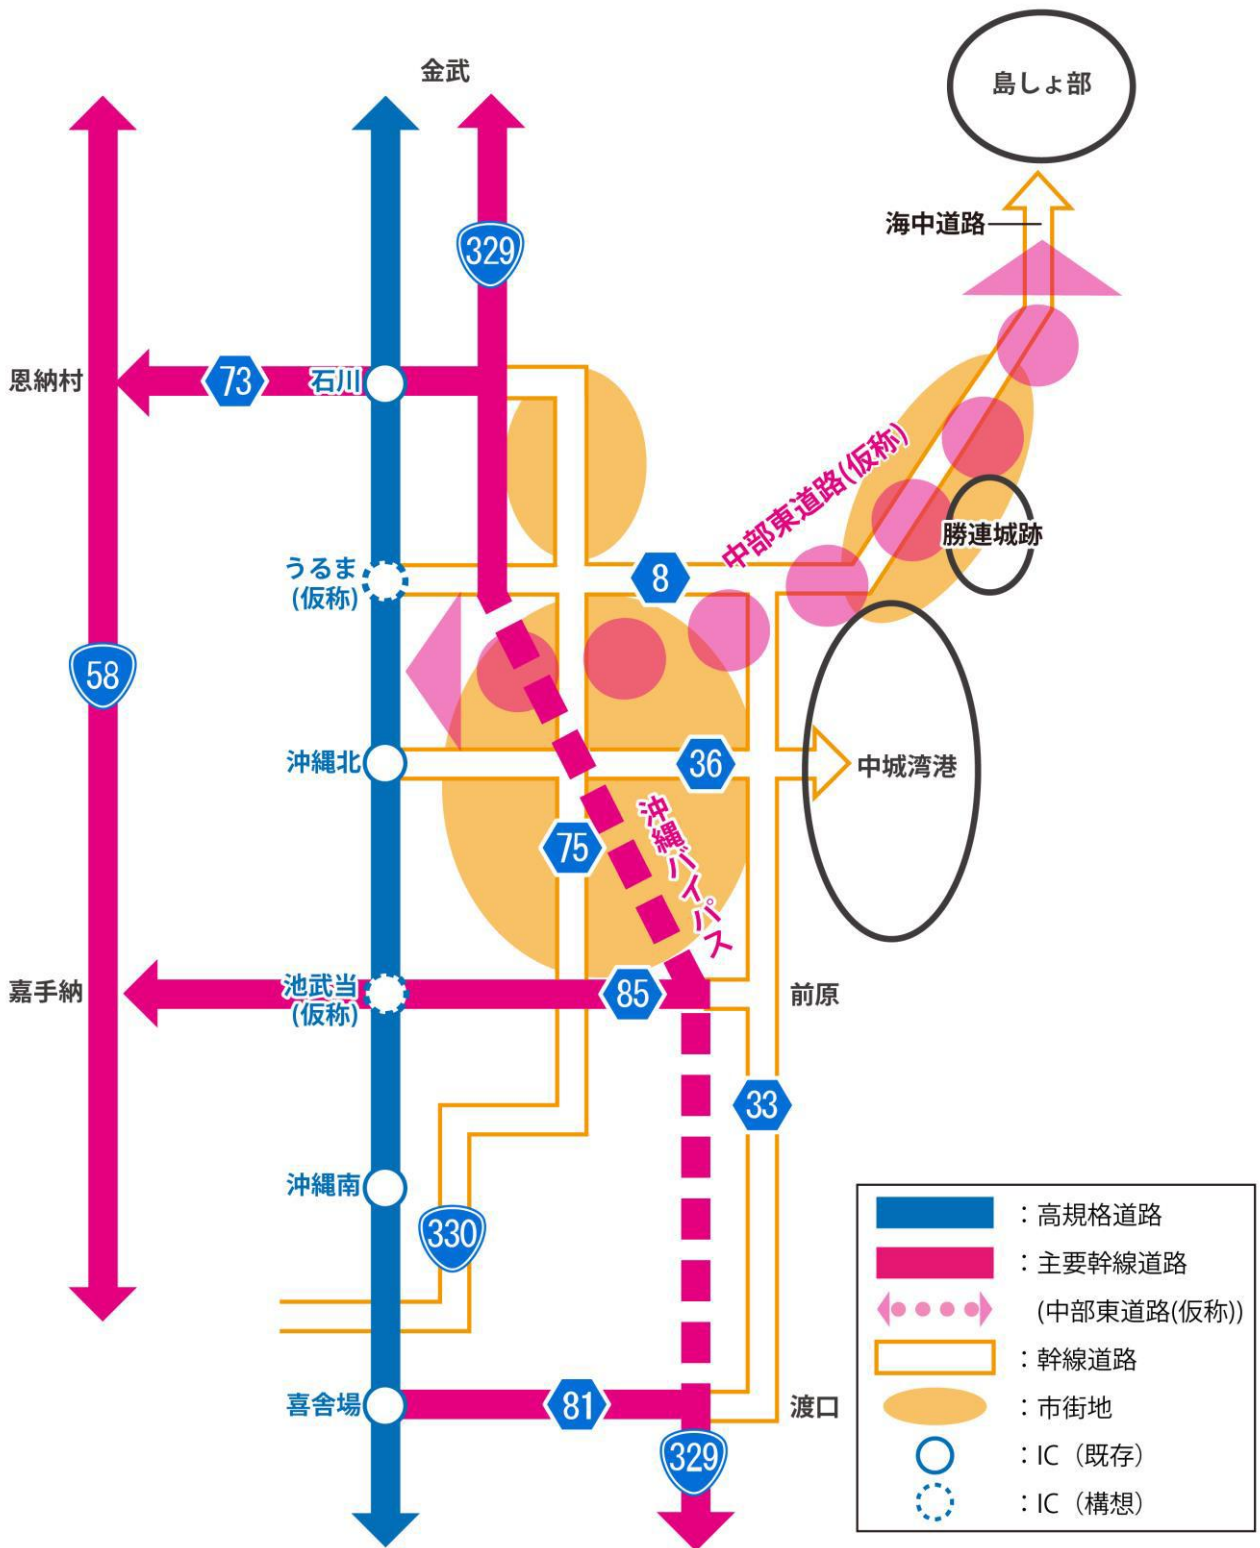 金武
島しょ部
海中道路
329
恩納村
73
石川
中部東道路(仮称)
勝連城跡
うるま
(仮称)
8
58
沖縄北
36
中城湾港
沖縄バイパス
75
嘉手納
池武当
(仮称)
85
前原
33
沖縄南
330
喜舎場
81
渡口
329
：高規格道路
：主要幹線道路
(中部東道路(仮称))
：幹線道路
：市街地
：IC（既存）
：IC（構想）